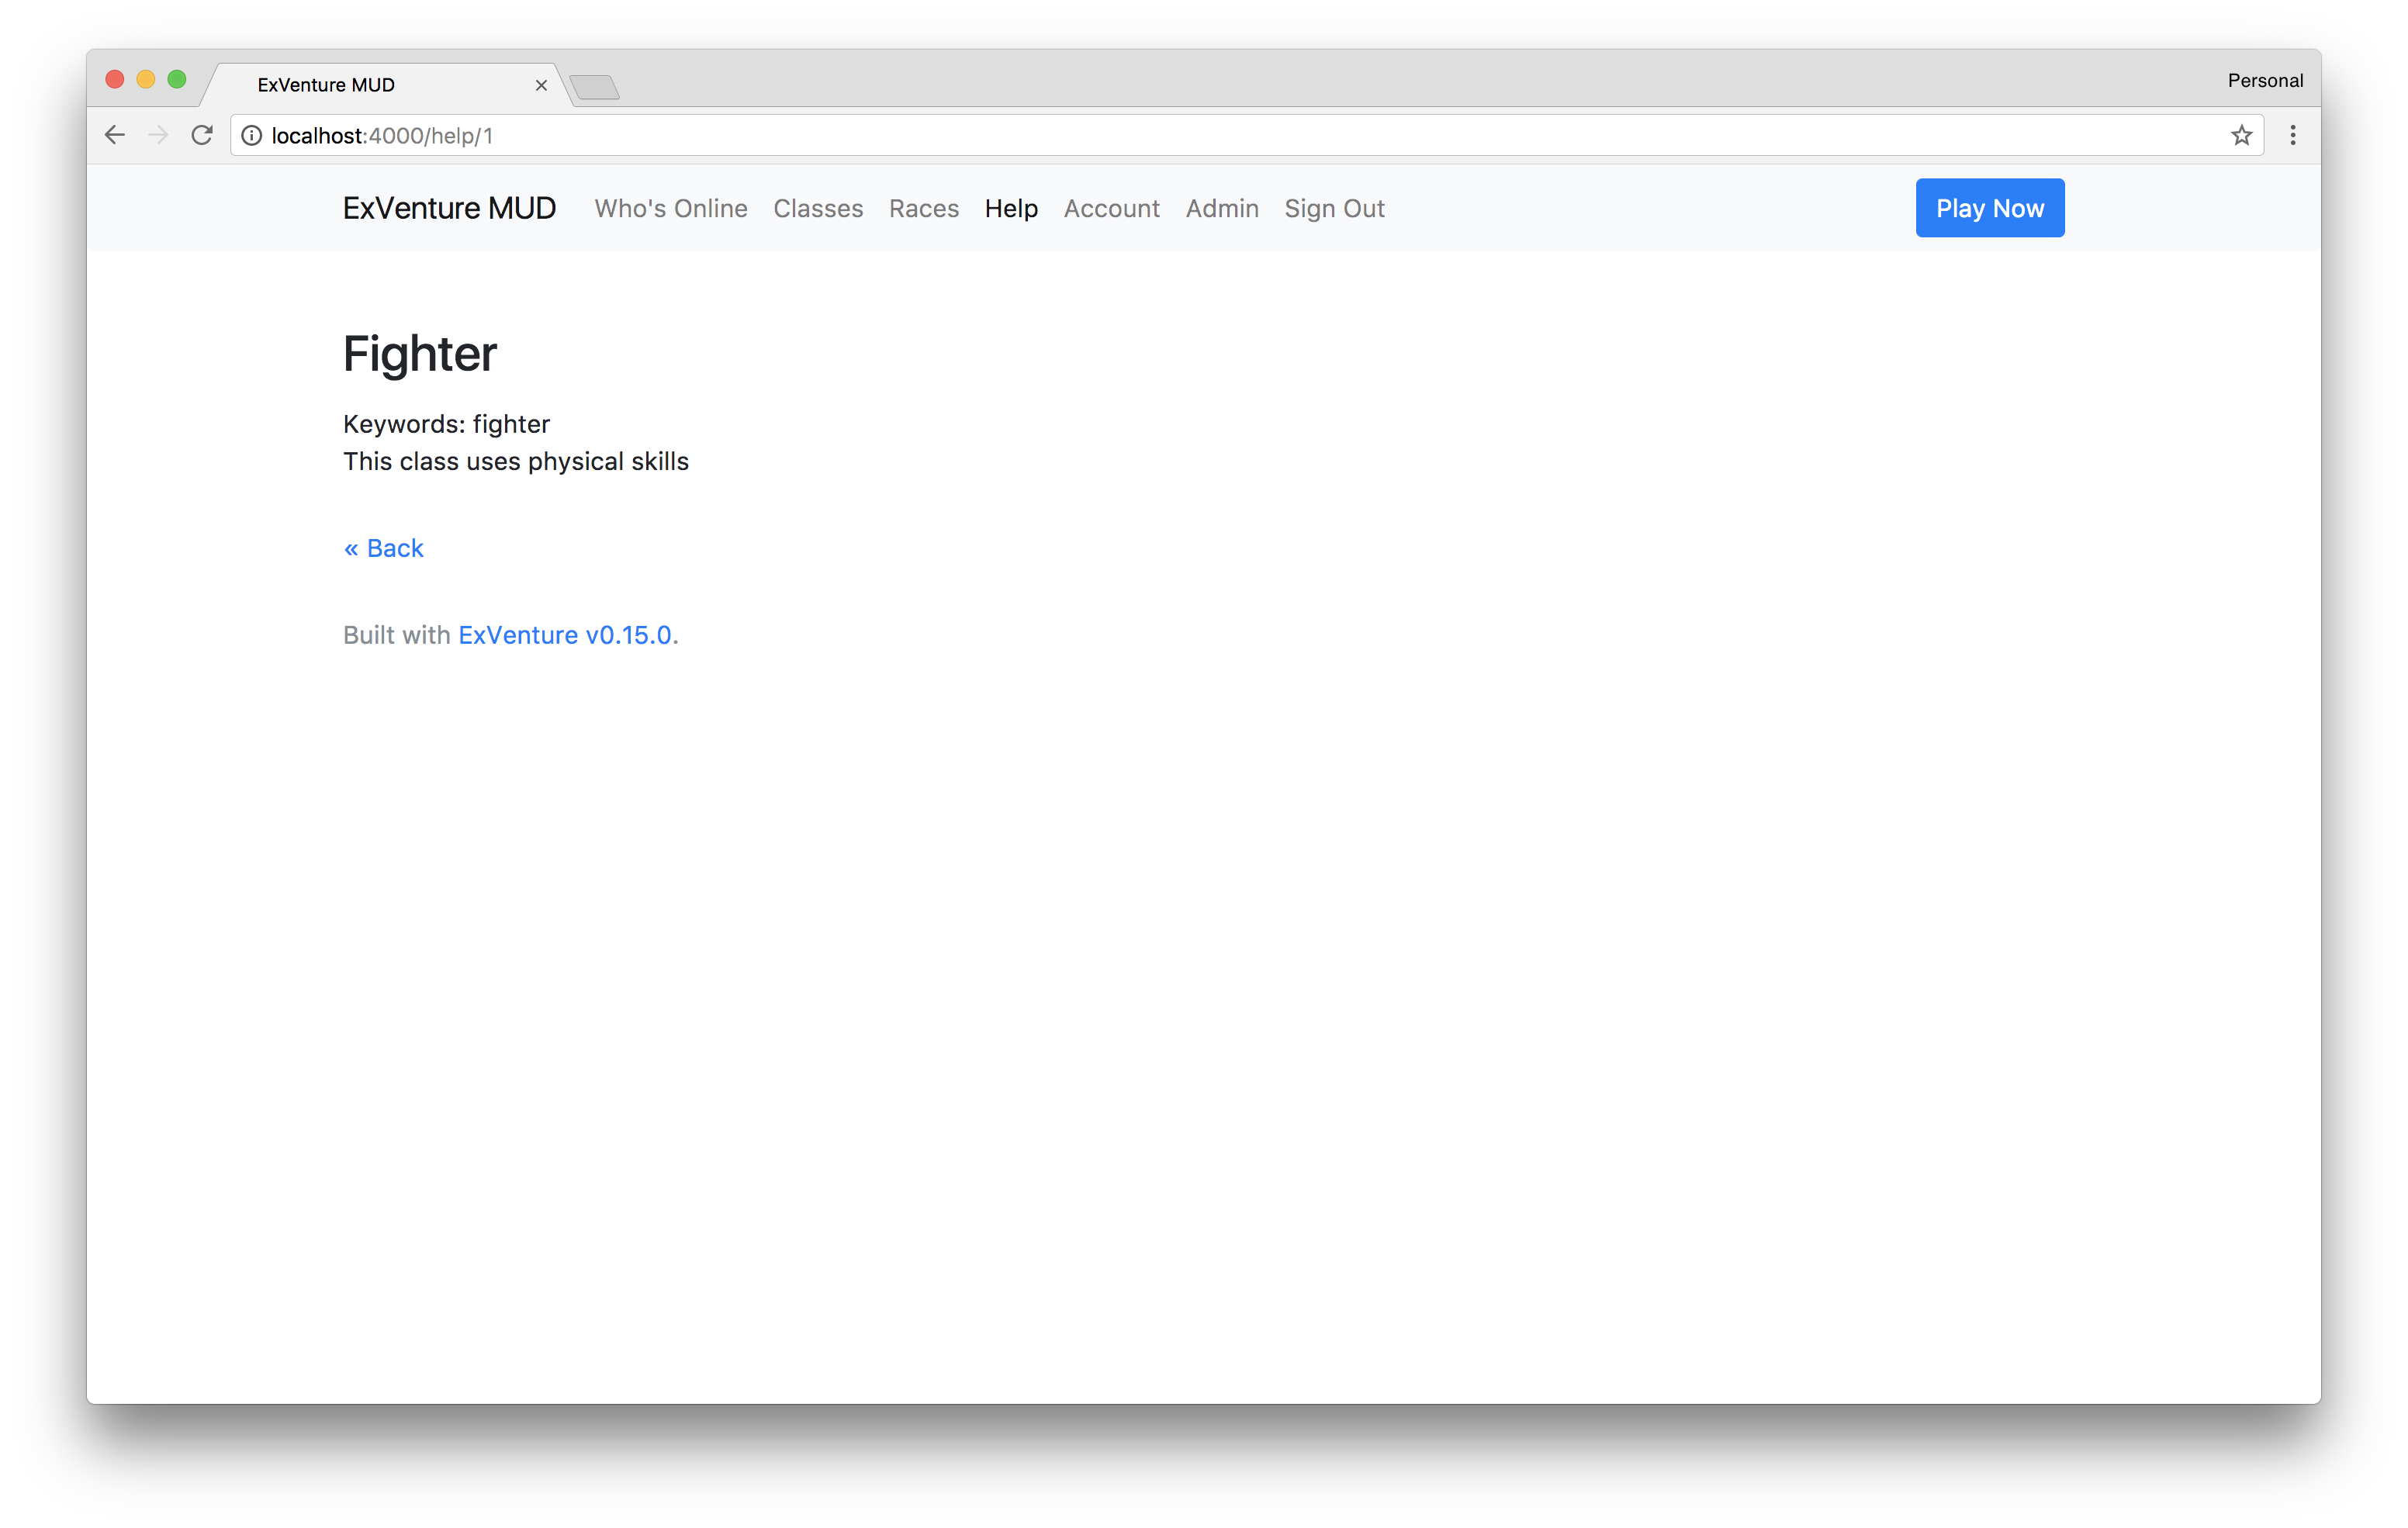 ExVenture MUD
Personal
localhost:4000/help/1
ExVenture MUD Who's Online Classes Races Help Account Admin Sign Out Play Now
Fighter
Keywords: fighter
This class uses physical skills
« Back
Built with ExVenture v0.15.0.